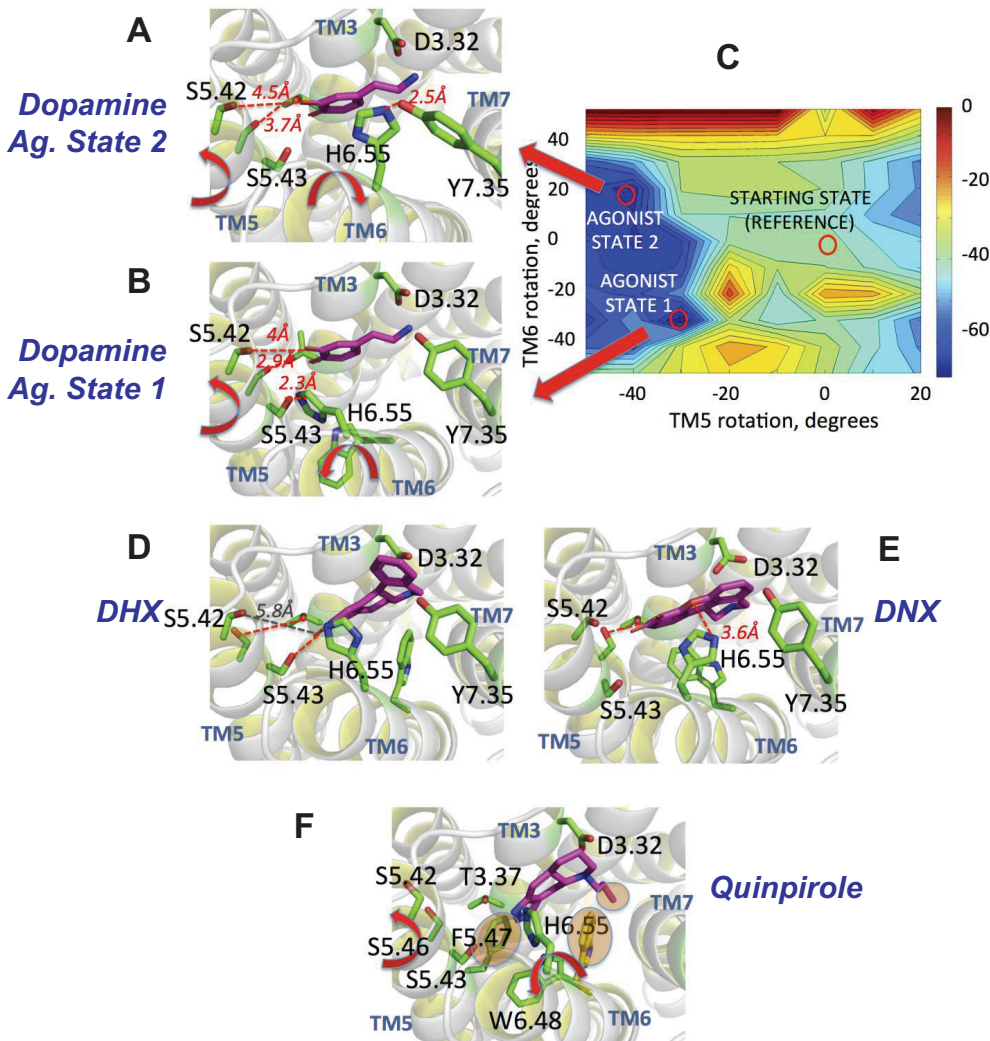 A
Dopamine
Ag. State 2
TM3
D3.32
S5.42
4.5Å
2.5Å
TM7
3.7Å
H6.55
S5.43
Y7.35
TM5
TM6
B
Dopamine
Ag. State 1
TM3
D3.32
S5.42
4Å
TM7
2.9Å
2.3Å
H6.55
S5.43
Y7.35
TM5
TM6
C
TM6 rotation, degrees
40
20
0
-20
-40
STARTING STATE
(REFERENCE)
AGONIST
STATE 2
AGONIST
STATE 1
-40
-20
0
20
TM5 rotation, degrees
0
-20
-40
-60
D
DHX
TM3
D3.32
S5.42
5.8Å
TM7
H6.55
S5.43
Y7.35
TM5
TM6
E
DNX
TM3
D3.32
S5.42
TM7
3.6Å
H6.55
S5.43
Y7.35
TM5
TM6
F
Quinpirole
TM3
D3.32
S5.42
T3.37
TM7
H6.55
S5.46
F5.47
S5.43
W6.48
TM5
TM6